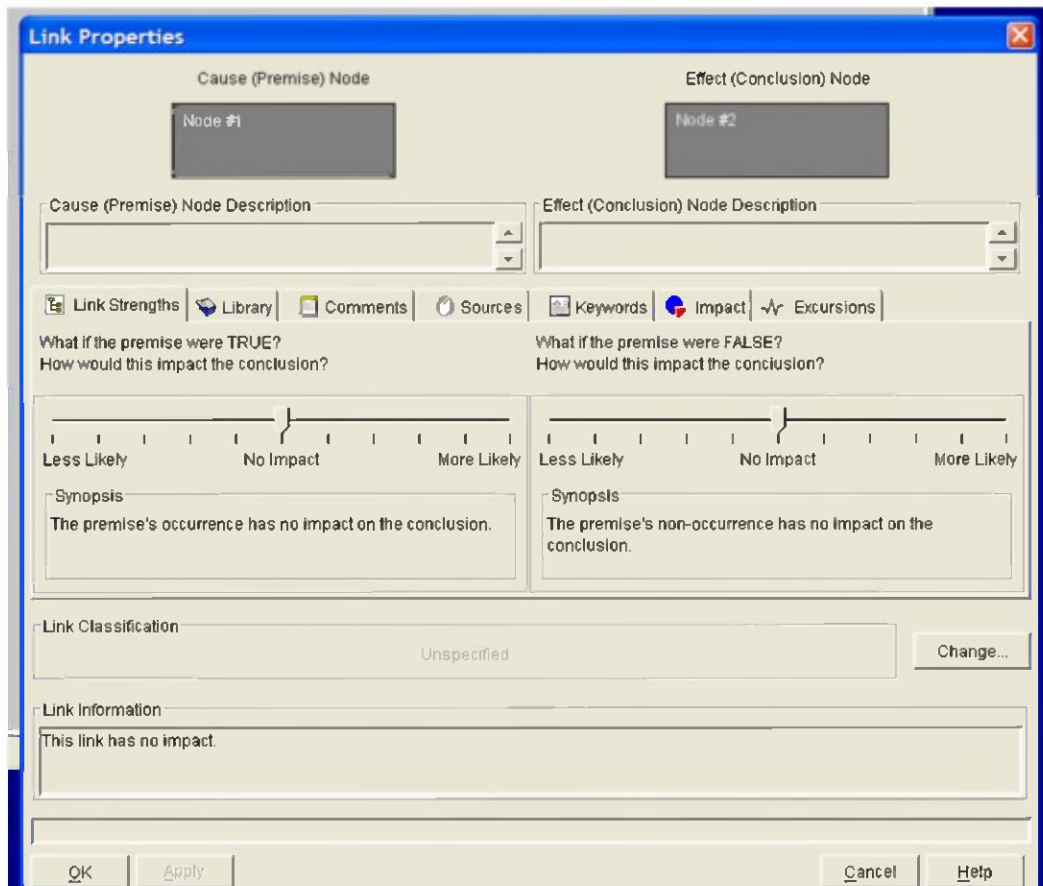 Link Properties
Cause (Premise) Node
Effect (Conclusion) Node
Node #1
Node #2
Cause (Premise) Node Description
Effect (Conclusion) Node Description
Link Strengths
Library
Comments
Sources
Keywords
Impact
Excursions
What if the premise were TRUE?
How would this impact the conclusion?
What if the premise were FALSE?
How would this impact the conclusion?
Less Likely
No Impact
More Likely
Less Likely
No Impact
More Likely
Synopsis
The premise's occurrence has no impact on the conclusion.
Synopsis
The premise's non-occurrence has no impact on the
conclusion.
Link Classification
Unspecified
Change...
Link Information
This link has no impact.
OK
Apply
Cancel
Help